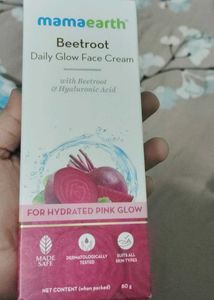 mamaearth
Beetroot
Daily Glow Face Cream
with Beetroot
& Hyaluronic Acid
FOR HYDRATED PINK GLOW
MADE SAFE
DERMATOLOGICALLY TESTED
SUITS ALL SKIN TYPES
NET CONTENT (when packed)
80 g